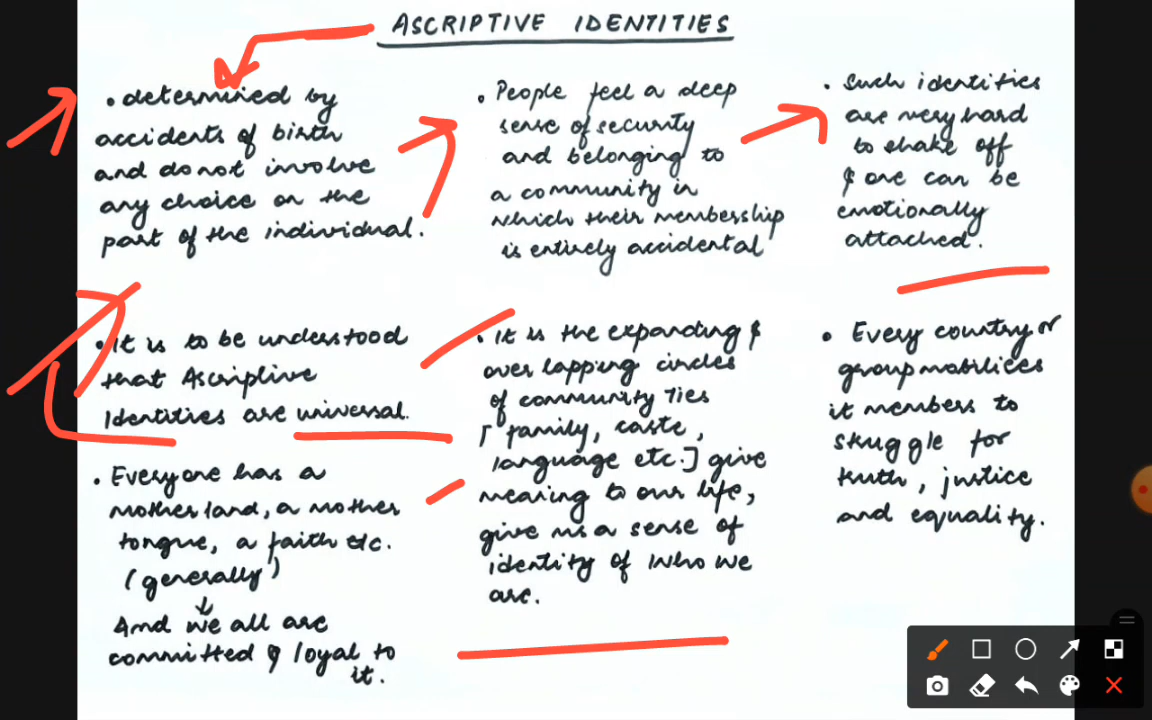 ASCRIPTIVE IDENTITIES
• determined by
accidents of birth
and do not involve
any choice on the
part of the individual.
• People feel a deep
sense of security
and belonging to
a community in
which their membership
is entirely accidental
• Such identities
are very hard
to shake off
& one can be
emotionally
attached.
• It is to be understood
that Ascriptive
Identities are universal.
• Everyone has a
motherland, a mother
tongue, a faith etc.
(generally)
↓
And we all are
committed & loyal to
it.
• It is the expanding &
over lapping circles
of community ties
[family, caste,
language etc.] give
meaning to our life,
give us a sense of
identity of who we
are.
• Every country or
group mobilices
it members to
struggle for
truth, justice
and equality.